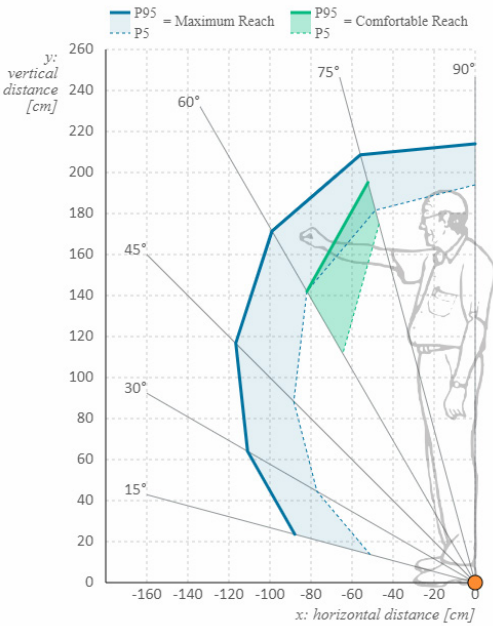 P95 P95
= Maximum Reach = Comfortable Reach
P5 P5
y:
vertical
distance
[cm]
260
240
220
200
180
160
140
120
100
80
60
40
20
0
90°
75°
60°
45°
30°
15°
-160 -140 -120 -100 -80 -60 -40 -20 0
x: horizontal distance [cm]